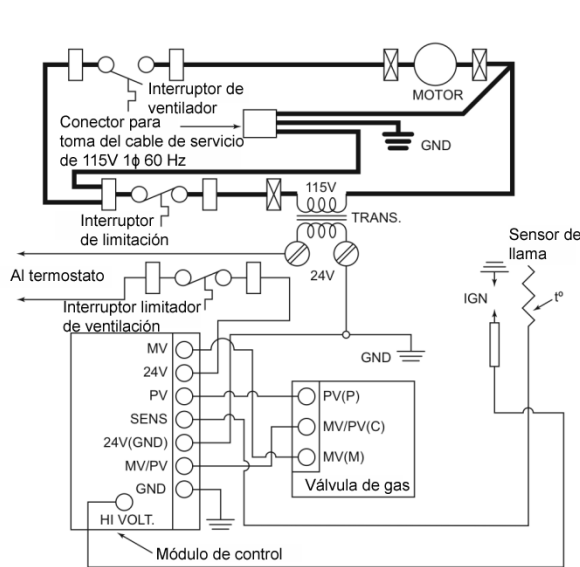 Interruptor de
ventilador
MOTOR
Conector para
toma del cable de servicio
de 115V 1ϕ 60 Hz
GND
115V
TRANS.
Interruptor
de limitación
24V
Sensor de
llama
Al termostato
IGN
tº
Interruptor limitador
de ventilación
GND
MV
24V
PV
SENS
24V(GND)
MV/PV
GND
HI VOLT.
PV(P)
MV/PV(C)
MV(M)
Válvula de gas
Módulo de control